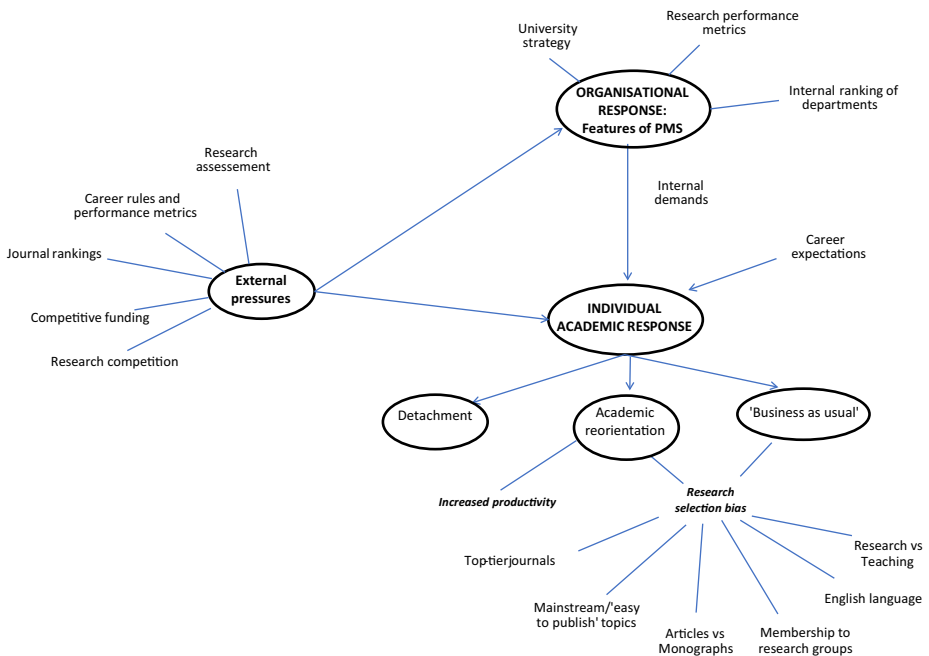 University
strategy
Research performance
metrics
ORGANISATIONAL
RESPONSE:
Features of PMS
Internal ranking of
departments
Research
assessement
Career rules and
performance metrics
Journal rankings
External
pressures
Competitive funding
Research competition
Internal
demands
Career
expectations
INDIVIDUAL
ACADEMIC RESPONSE
Detachment
Academic
reorientation
'Business as usual'
Increased productivity
Research
selection bias
Top-tierjournals
Mainstream/'easy
to publish' topics
Articles vs
Monographs
Membership to
research groups
English language
Research vs
Teaching